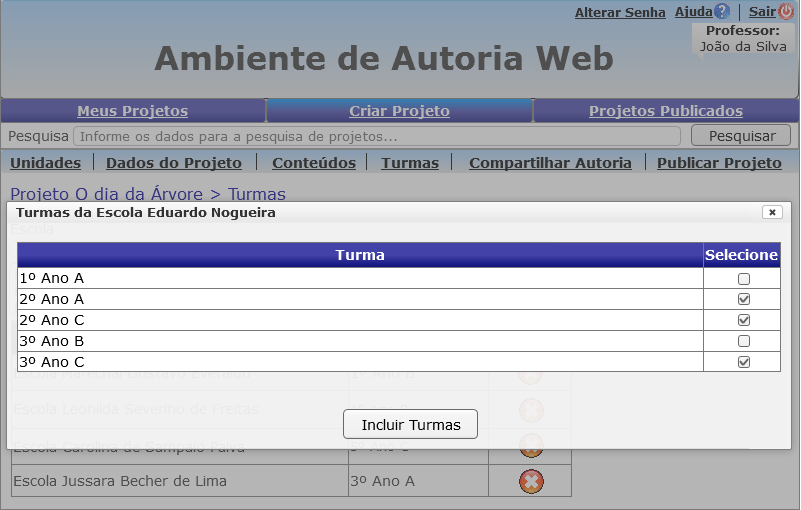 Alterar Senha Ajuda ? | Sair
Professor:
João da Silva
Ambiente de Autoria Web
Meus Projetos Criar Projeto Projetos Publicados
Pesquisa Informe os dados para a pesquisa de projetos... Pesquisar
Unidades | Dados do Projeto | Conteúdos | Turmas | Compartilhar Autoria | Publicar Projeto
Projeto O dia da Árvore > Turmas
Turmas da Escola Eduardo Nogueira
Escola
Turma Selecione
1º Ano A
2º Ano A
2º Ano C
3º Ano B
3º Ano C
Escola Leonilda Severmo de Freitas
Incluir Turmas
Escola Carolina de Sampaio Paiva
Escola Jussara Becher de Lima 3º Ano A